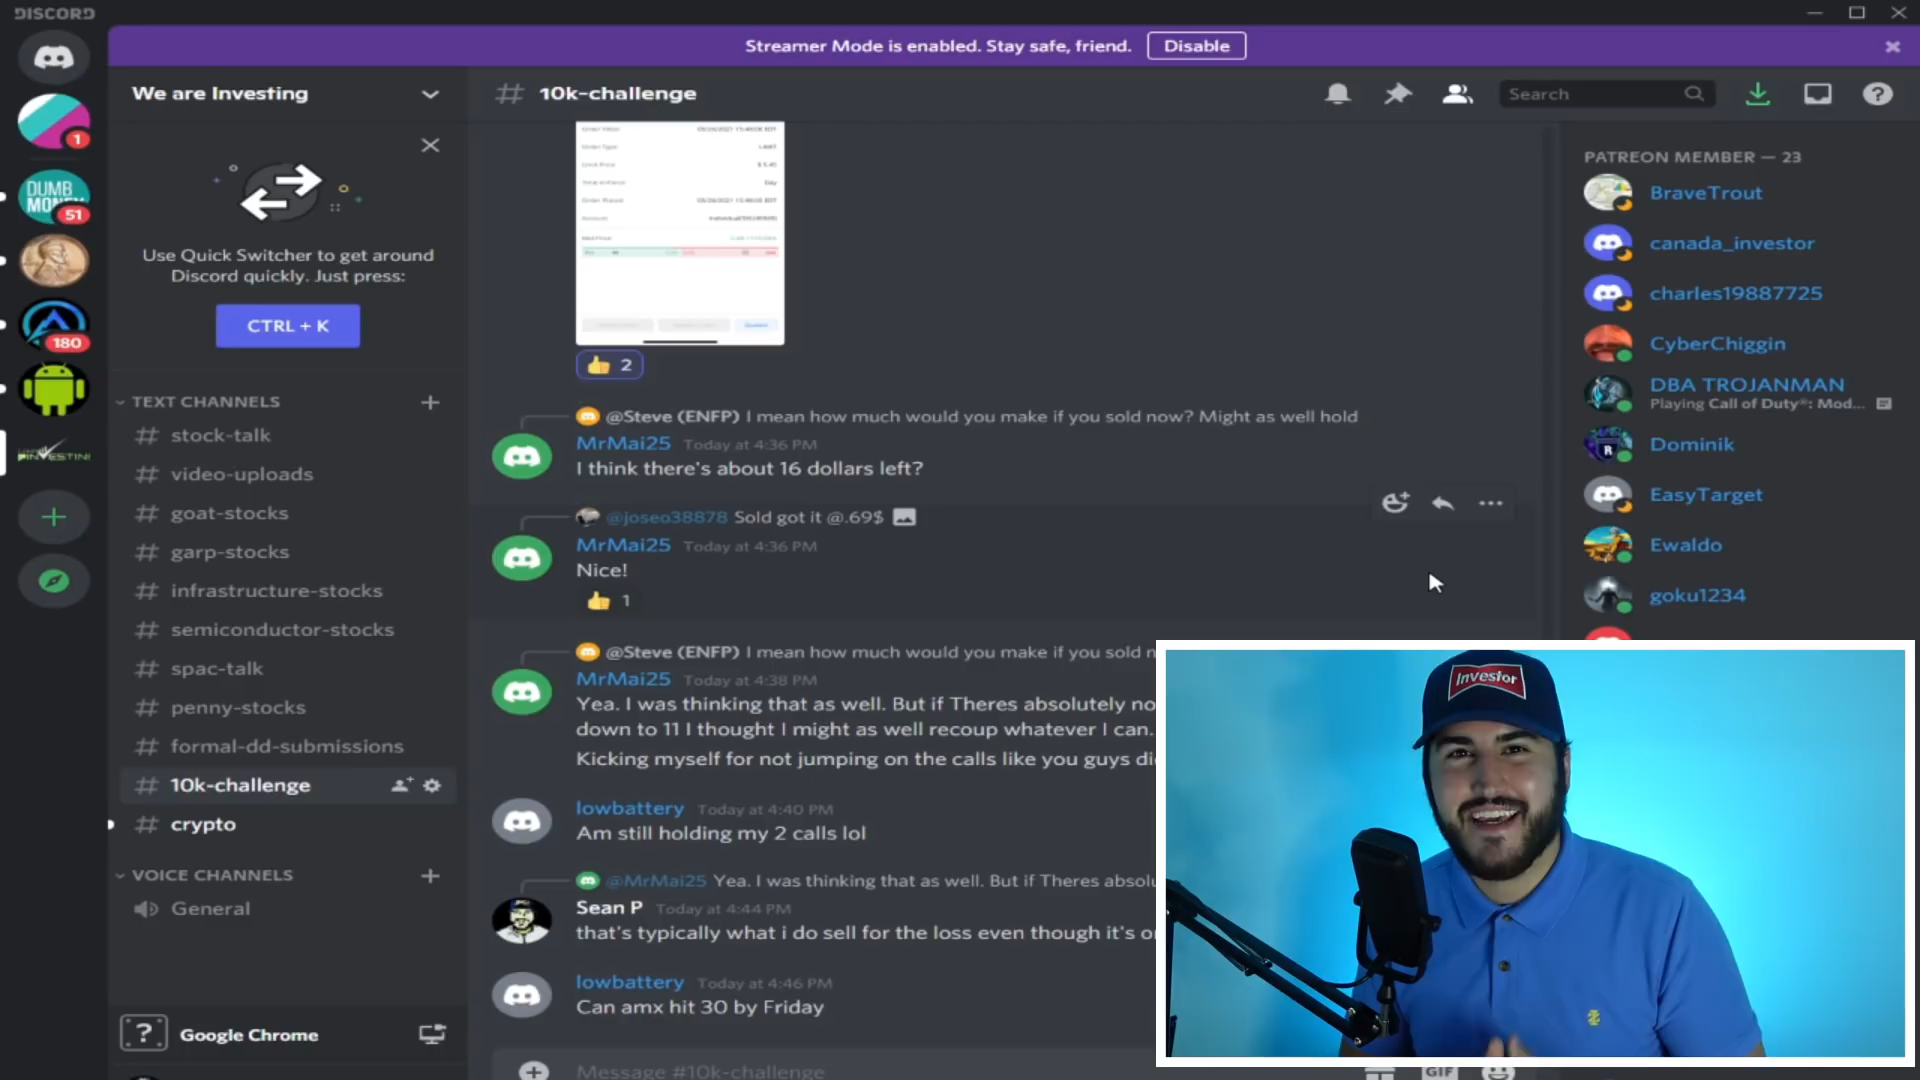 DISCORD
Streamer Mode is enabled. Stay safe, friend.
Disable
We are Investing
10k-challenge
Search
1
DUMB
MONEY
51
180
Use Quick Switcher to get around
Discord quickly. Just press:
CTRL + K
TEXT CHANNELS
stock-talk
video-uploads
goat-stocks
garp-stocks
infrastructure-stocks
semiconductor-stocks
spac-talk
penny-stocks
formal-dd-submissions
10k-challenge
crypto
VOICE CHANNELS
General
Google Chrome
Order Type:
Day
Order Placed:
👍 2
@Steve (ENFP) I mean how much would you make if you sold now? Might as well hold
MrMai25 Today at 4:36 PM
I think there's about 16 dollars left?
@joseo38878 Sold got it @.69$
MrMai25 Today at 4:36 PM
Nice!
👍 1
@Steve (ENFP) I mean how much would you make if you sold n
MrMai25 Today at 4:38 PM
Yea. I was thinking that as well. But if Theres absolutely no
down to 11 I thought I might as well recoup whatever I can.
Kicking myself for not jumping on the calls like you guys di
lowbattery Today at 4:40 PM
Am still holding my 2 calls lol
@MrMai25 Yea. I was thinking that as well. But if Theres absolu
Sean P Today at 4:44 PM
that's typically what i do sell for the loss even though it's o
lowbattery Today at 4:46 PM
Can amx hit 30 by Friday
Message #10k-challenge
GIF
PATREON MEMBER — 23
BraveTrout
canada_investor
charles19887725
CyberChiggin
DBA TROJANMAN
Playing Call of Duty®: Mod...
Dominik
EasyTarget
Ewaldo
goku1234
Investor